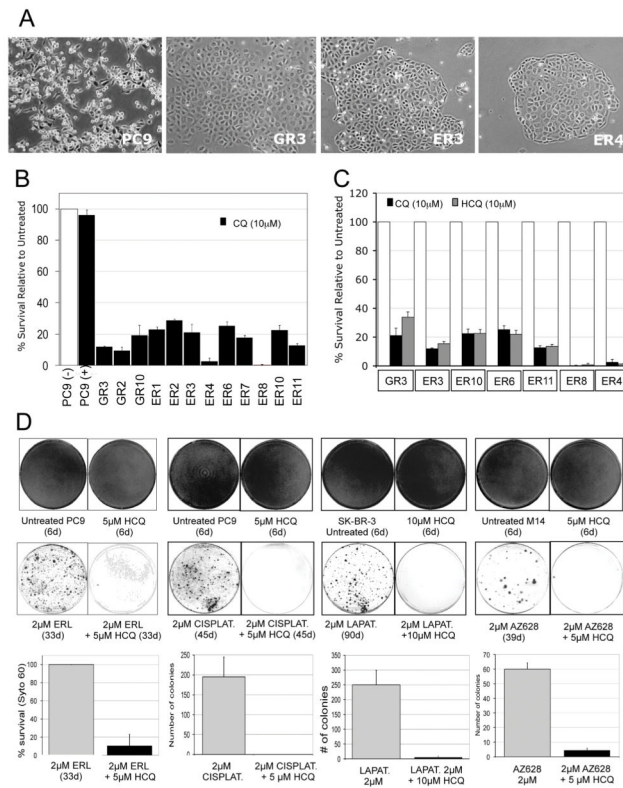 A
PC9
GR3
ER3
ER4
B
% Survival Relative to Untreated
100
80
60
40
20
0
CQ (10µM)
PC9 (-)
PC9 (+)
GR3
GR2
GR10
ER1
ER2
ER3
ER4
ER6
ER7
ER8
ER10
ER11
C
% Survival Relative to Untreated
CQ (10µM) HCQ (10µM)
100
80
60
40
20
0
GR3 ER3 ER10 ER6 ER11 ER8 ER4
D
Untreated PC9
(6d)
5µM HCQ
(6d)
Untreated PC9
(6d)
5µM HCQ
(6d)
SK-BR-3
Untreated (6d)
10µM HCQ
(6d)
Untreated M14
(6d)
5µM HCQ
(6d)
2µM ERL
(33d)
2µM ERL
+ 5µM HCQ (33d)
2µM CISPLAT.
(45d)
2µM CISPLAT.
+ 5µM HCQ (45d)
2µM LAPAT.
(90d)
2µM LAPAT.
+10µM HCQ
2µM AZ628
(39d)
2µM AZ628
+ 5µM HCQ
% survival (Syto 60)
100
80
60
40
20
0
2µM ERL
(33d)
2µM ERL
+ 5µM HCQ
Number of colonies
250
200
150
100
50
0
2µM
CISPLAT.
2µM CISPLAT.
+ 5 µM HCQ
# of colonies
350
300
250
200
150
100
50
0
LAPAT.
2µM
LAPAT. 2µM
+ 10µM HCQ
Number of colonies
70
60
50
40
30
20
10
0
AZ628
2µM
2µM AZ628
+ 5µM HCQ